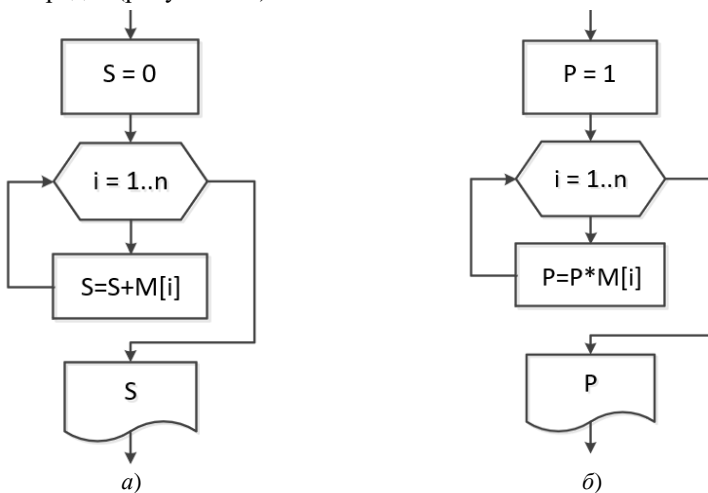 S = 0
i = 1..n
S=S+M[i]
S
а)
P = 1
i = 1..n
P=P*M[i]
P
б)